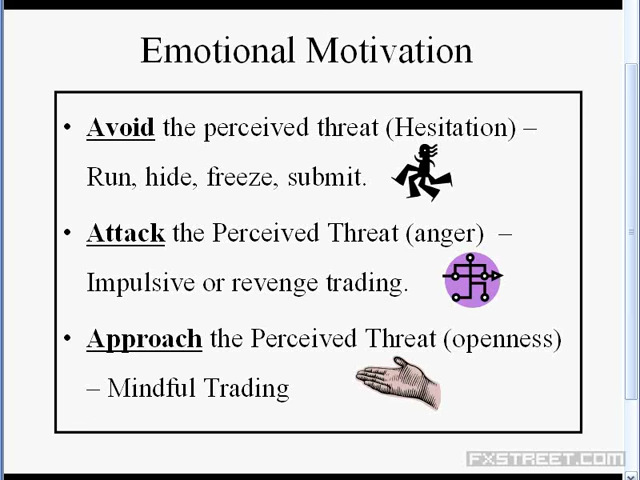 Emotional Motivation
• Avoid the perceived threat (Hesitation) –
Run, hide, freeze, submit.
• Attack the Perceived Threat (anger) –
Impulsive or revenge trading.
• Approach the Perceived Threat (openness)
– Mindful Trading
FXSTREET.COM